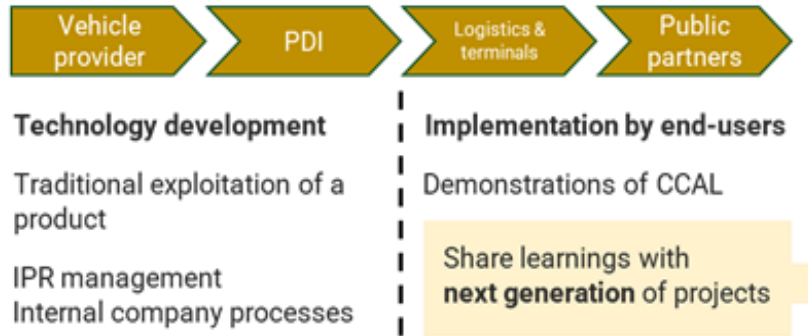 Vehicle
provider
PDI
Logistics &
terminals
Public
partners
Technology development
Traditional exploitation of a
product
IPR management
Internal company processes
Implementation by end-users
Demonstrations of CCAL
Share learnings with
next generation of projects